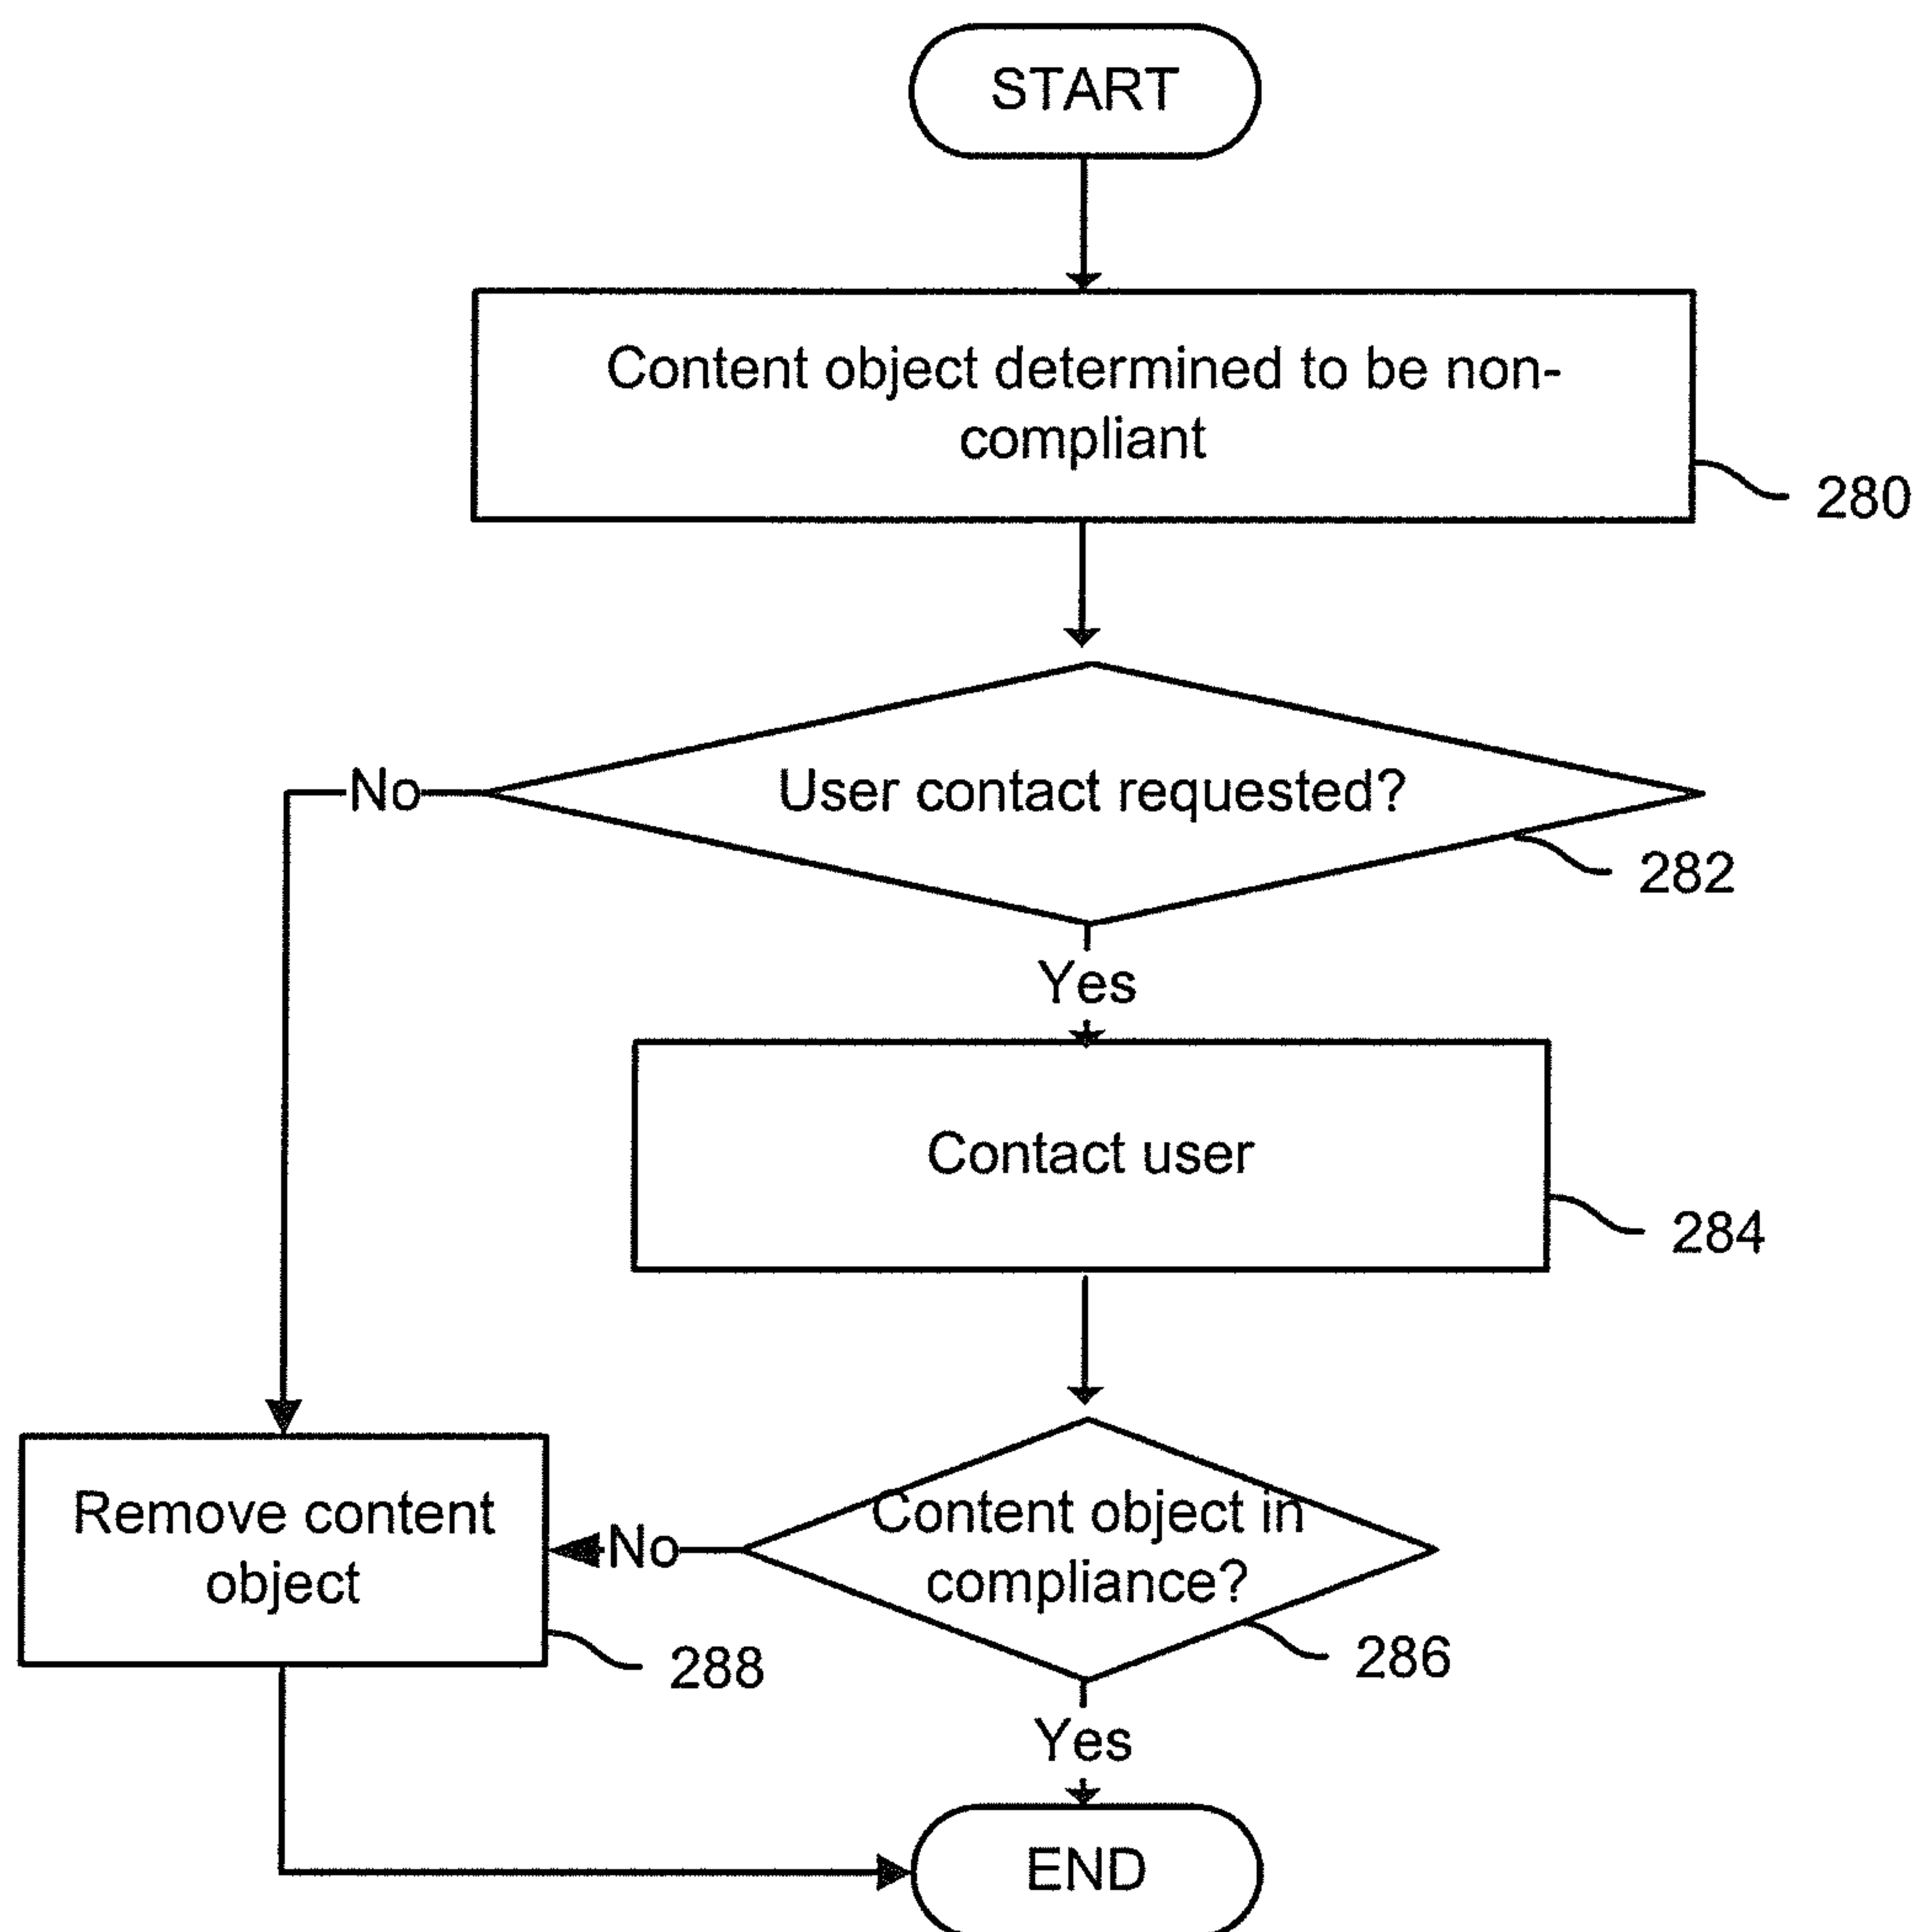 START
Content object determined to be non-
compliant
280
User contact requested?
No
282
Yes
Contact user
284
Content object in
compliance?
No
Remove content
object
288
286
Yes
END